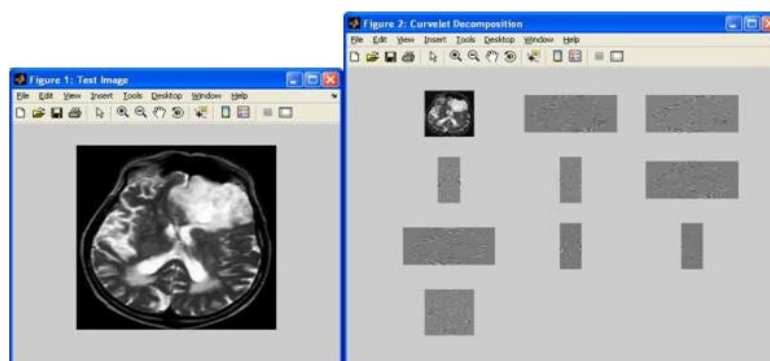 Figure 1: Test Image
File Edit View Insert Tools Desktop Window Help
Figure 2: Curvelet Decomposition
File Edit View Insert Tools Desktop Window Help